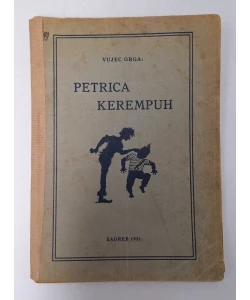 VUJEC GRGA:
PETRICA
KEREMPUH
ZAGREB 1931.